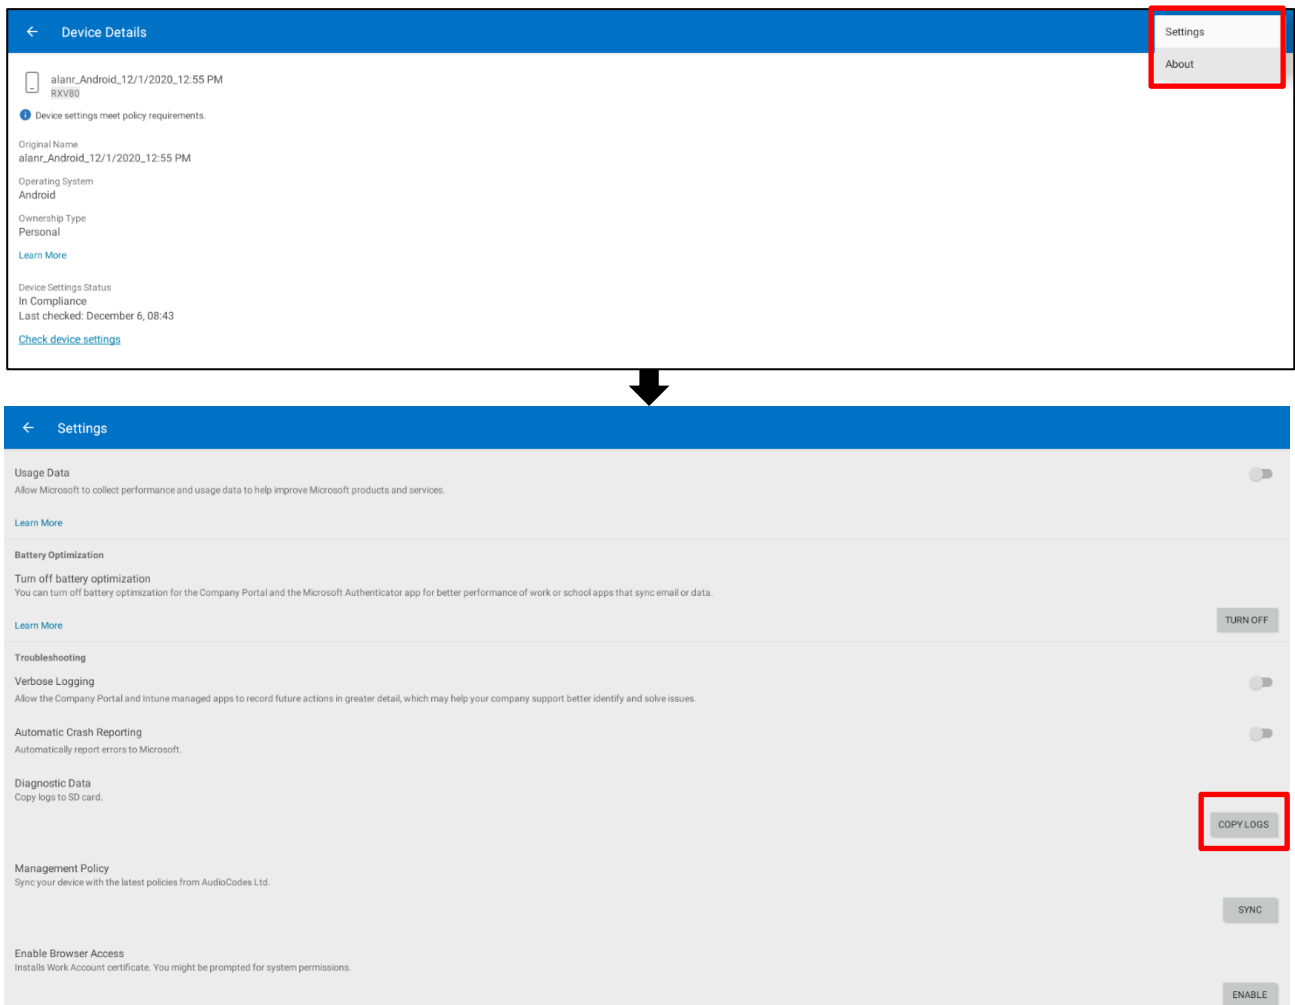 Device Details
Settings
About
alanr_Android_12/1/2020_12:55 PM
RXV80
Device settings meet policy requirements.
Original Name
alanr_Android_12/1/2020_12:55 PM
Operating System
Android
Ownership Type
Personal
Learn More
Device Settings Status
In Compliance
Last checked: December 6, 08:43
Check device settings
Settings
Usage Data
Allow Microsoft to collect performance and usage data to help improve Microsoft products and services.
Learn More
Battery Optimization
Turn off battery optimization
You can turn off battery optimization for the Company Portal and the Microsoft Authenticator app for better performance of work or school apps that sync email or data.
TURN OFF
Learn More
Troubleshooting
Verbose Logging
Allow the Company Portal and Intune managed apps to record future actions in greater detail, which may help your company support better identify and solve issues.
Automatic Crash Reporting
Automatically report errors to Microsoft.
Diagnostic Data
Copy logs to SD card.
COPY LOGS
Management Policy
Sync your device with the latest policies from AudioCodes Ltd.
SYNC
Enable Browser Access
Installs Work Account certificate. You might be prompted for system permissions.
ENABLE